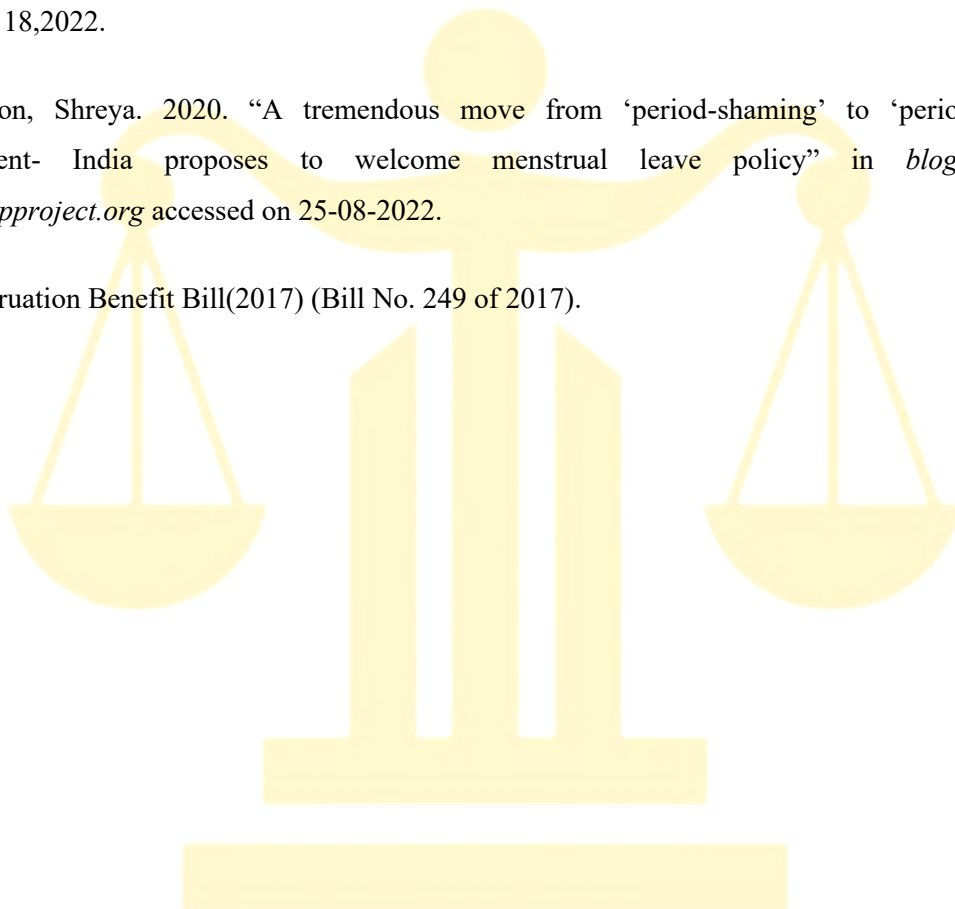 18,2022.
on, Shreya. 2020. “A tremendous move from ‘period-shaming’ to ‘perio
ent- India proposes to welcome menstrual leave policy” in blog
pproject.org accessed on 25-08-2022.
ruation Benefit Bill(2017) (Bill No. 249 of 2017).